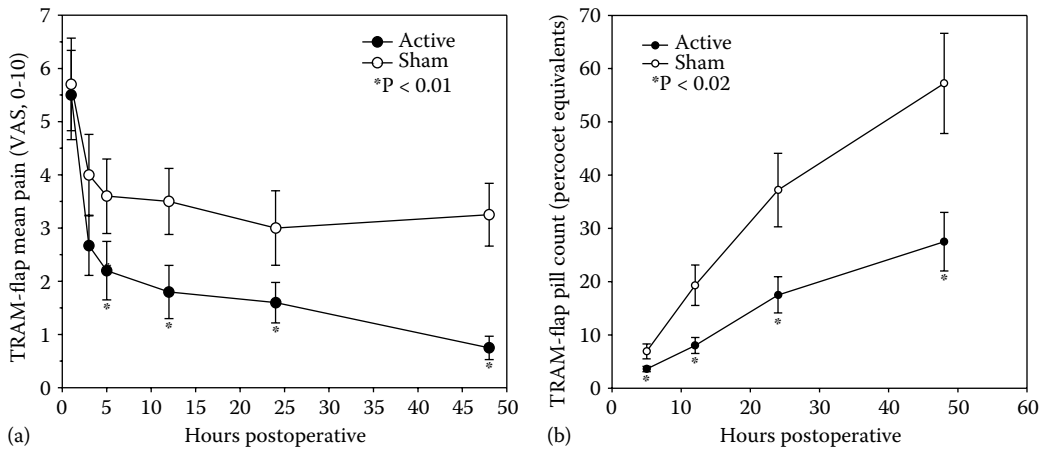 7
6
5
4
3
2
1
0
TRAM-flap mean pain (VAS, 0-10)
Active
Sham
*P < 0.01
*
*
*
*
0 5 10 15 20 25 30 35 40 45 50
Hours postoperative
(a)
70
60
50
40
30
20
10
0
TRAM-flap pill count (percocet equivalents)
Active
Sham
*P < 0.02
*
*
*
*
0 10 20 30 40 50 60
Hours postoperative
(b)